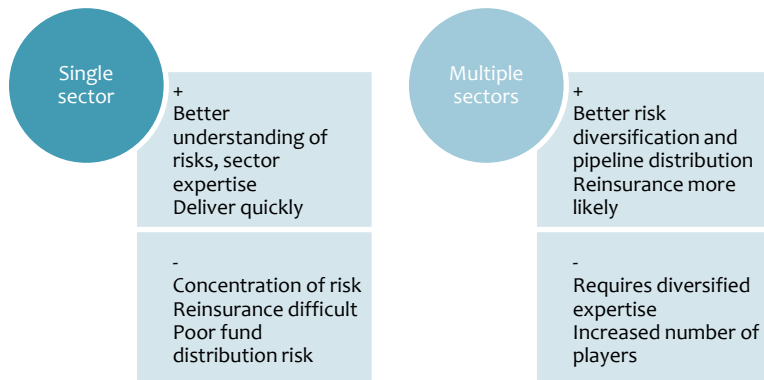 Single
sector
+
Better
understanding of
risks, sector
expertise
Deliver quickly
-
Concentration of risk
Reinsurance difficult
Poor fund
distribution risk
Multiple
sectors
+
Better risk
diversification and
pipeline distribution
Reinsurance more
likely
-
Requires diversified
expertise
Increased number of
players